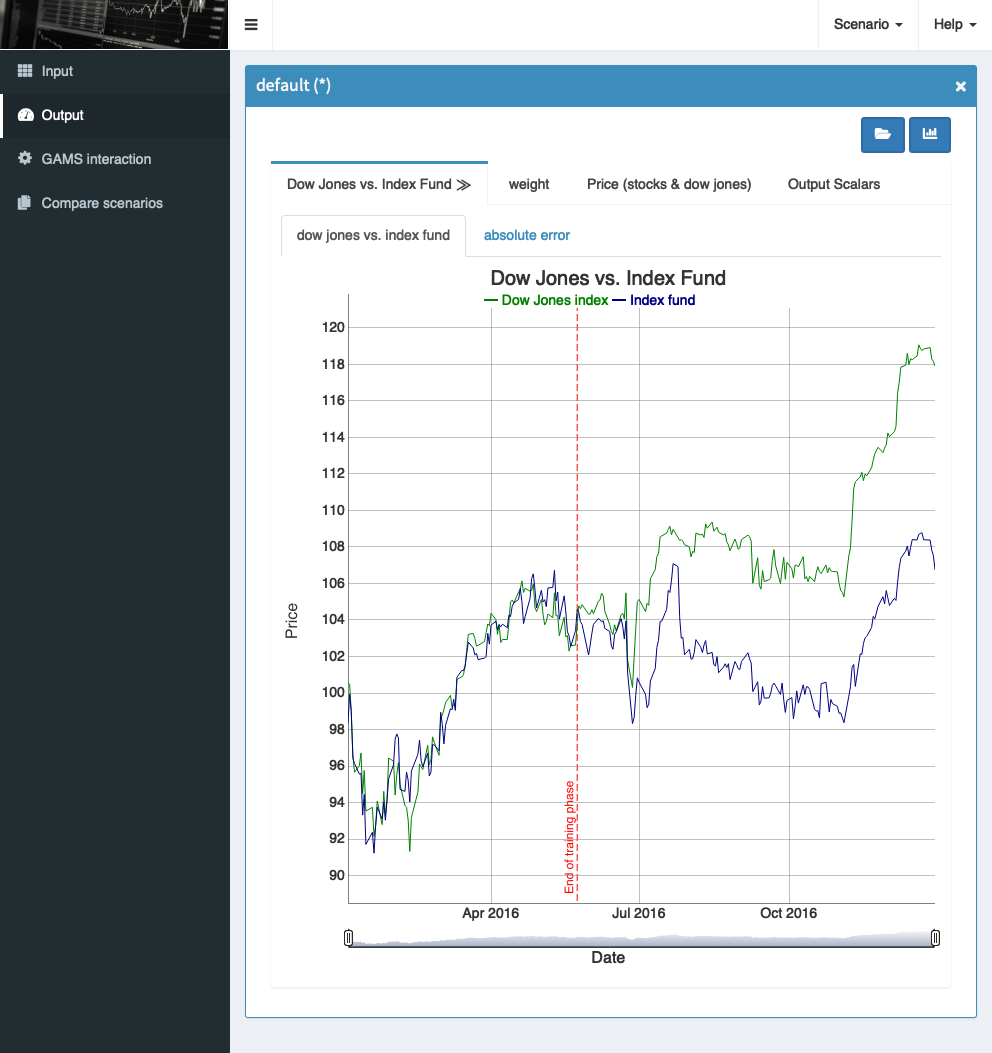 Scenario Help
Input
Output
GAMS interaction
Compare scenarios
default (*)
Dow Jones vs. Index Fund ≫ weight Price (stocks & dow jones) Output Scalars
dow jones vs. index fund absolute error
Dow Jones vs. Index Fund
Dow Jones index Index fund
120
118
116
114
112
110
108
106
104
102
100
98
96
94
92
90
Price
End of training phase
Apr 2016 Jul 2016 Oct 2016
Date